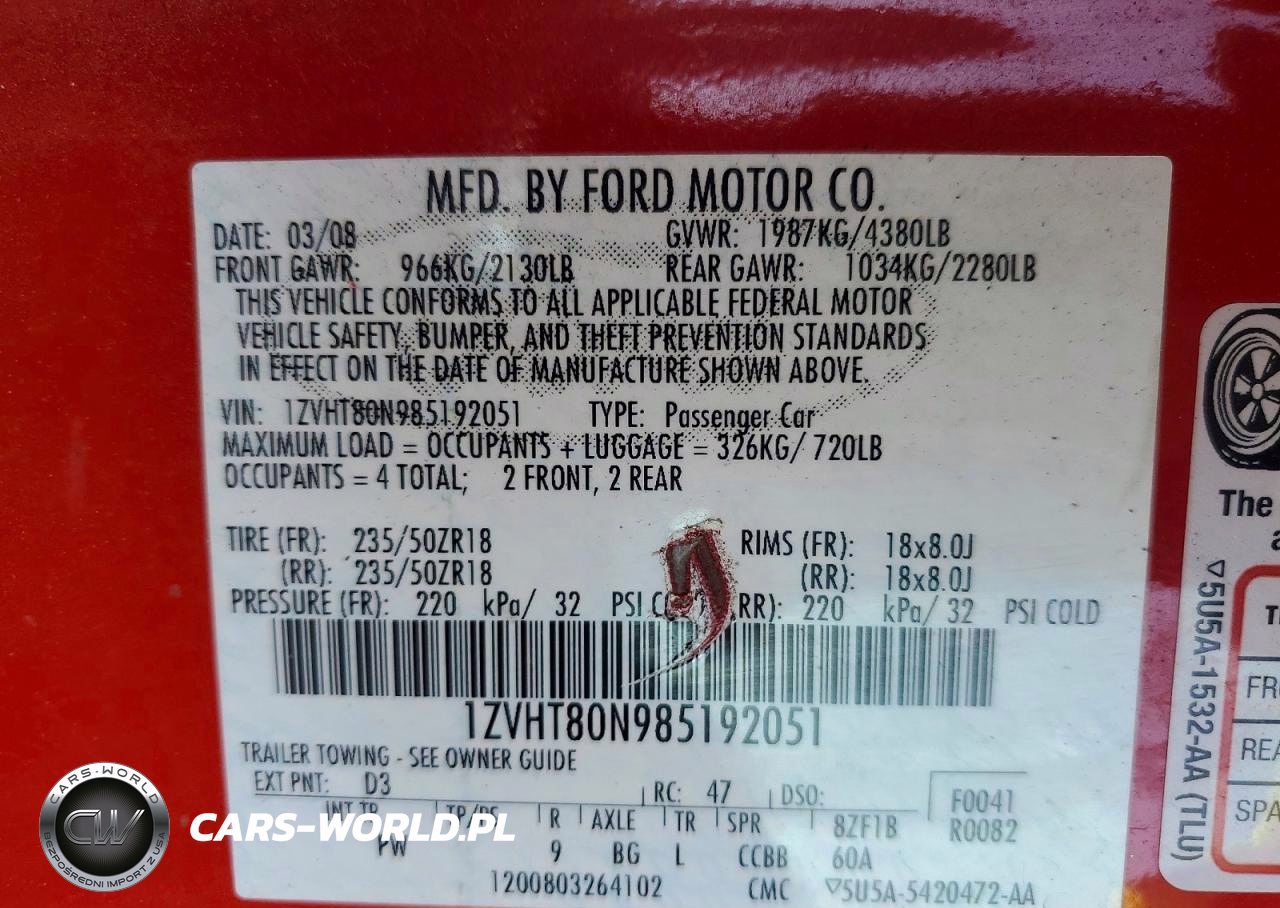 MFD. BY FORD MOTOR CO.
DATE: 03/08 GVWR: 1987KG/4380LB
FRONT GAWR: 966KG/2130LB REAR GAWR: 1034KG/2280LB
THIS VEHICLE CONFORMS TO ALL APPLICABLE FEDERAL MOTOR
VEHICLE SAFETY, BUMPER, AND THEFT PREVENTION STANDARDS
IN EFFECT ON THE DATE OF MANUFACTURE SHOWN ABOVE.
VIN: 1ZVHT80N985192051 TYPE: Passenger Car
MAXIMUM LOAD = OCCUPANTS + LUGGAGE = 326KG/ 720LB
OCCUPANTS = 4 TOTAL; 2 FRONT, 2 REAR
TIRE (FR): 235/50ZR18 RIMS (FR): 18x8.0J
(RR): 235/50ZR18 (RR): 18x8.0J
PRESSURE (FR): 220 kPa/ 32 PSI (RR): 220 kPa/ 32 PSI COLD
1ZVHT80N985192051
TRAILER TOWING - SEE OWNER GUIDE
EXT PNT: D3 RC: 47 DSO: F0041
INT TR TP/PS R AXLE TR SPR 8ZF1B R0082
PW 9 BG L CCBB 60A
1200803264102 CMC ▽5U5A-5420472-AA
The
▽5U5A-1532-AA (TLU)
FR
REA
SPA
CARS-WORLD
CW
BEZPOŚREDNI IMPORT Z USA
CARS-WORLD.PL